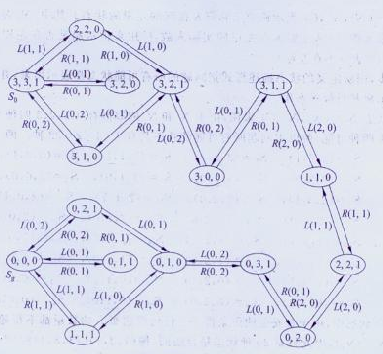 2, 2, 0
L(1, 1)
R(1, 1)
R(1, 0)
L(1, 0)
3, 3, 1
L(0, 1)
R(0, 1)
3, 2, 0
3, 2, 1
S₀
R(0, 2)
L(0, 2)
L(0, 1)
R(0, 1)
3, 1, 0
L(0, 2)
R(0, 2)
3, 0, 0
L(0, 1)
R(0, 1)
3, 1, 1
L(2, 0)
R(2, 0)
1, 1, 0
R(1, 1)
L(1, 1)
2, 2, 1
0, 2, 1
L(0, 2)
R(0, 2)
R(0, 1)
L(0, 1)
0, 0, 0
L(0, 1)
R(0, 1)
0, 1, 1
0, 1, 0
L(0, 2)
R(0, 2)
0, 3, 1
Sg
R(1, 1)
L(1, 1)
L(1, 0)
R(1, 0)
1, 1, 1
R(0, 1)
L(0, 1)
R(2, 0)
L(2, 0)
0, 2, 0